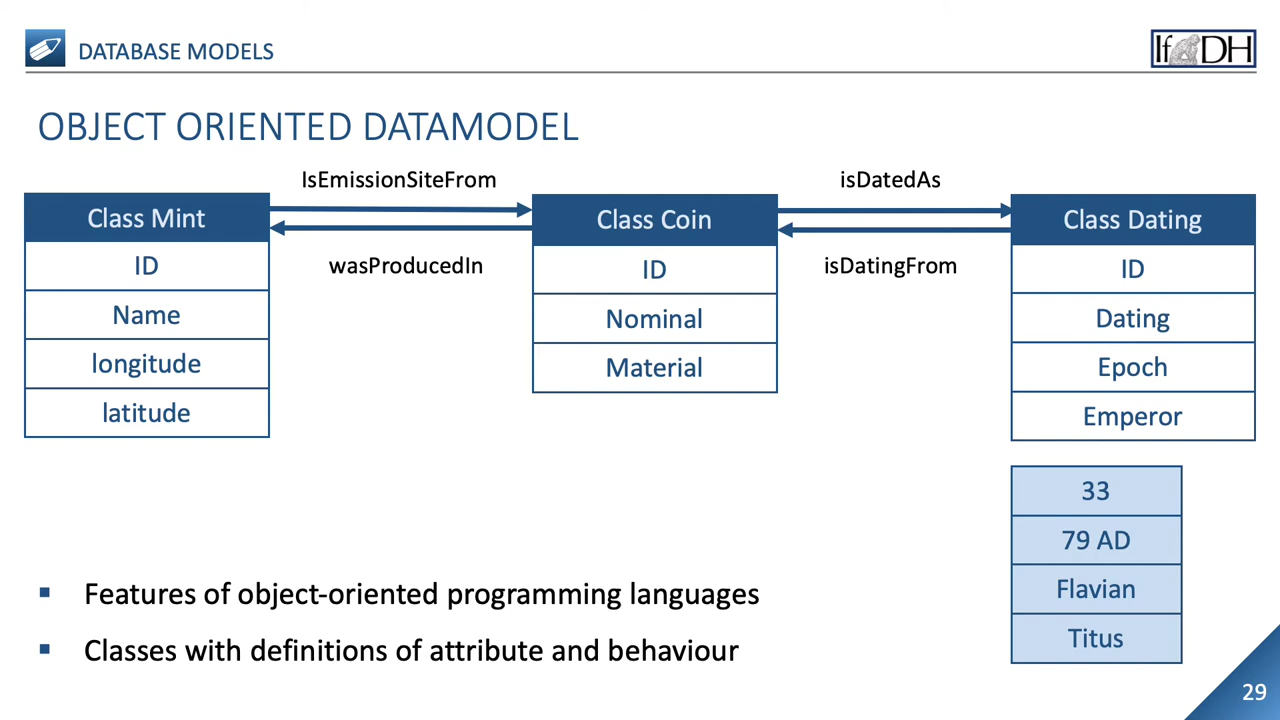 DATABASE MODELS
IfDH
OBJECT ORIENTED DATAMODEL
IsEmissionSiteFrom
isDatedAs
Class Mint
ID
Name
longitude
latitude
wasProducedIn
Class Coin
ID
Nominal
Material
isDatingFrom
Class Dating
ID
Dating
Epoch
Emperor
33
79 AD
Flavian
Titus
Features of object-oriented programming languages
Classes with definitions of attribute and behaviour
29